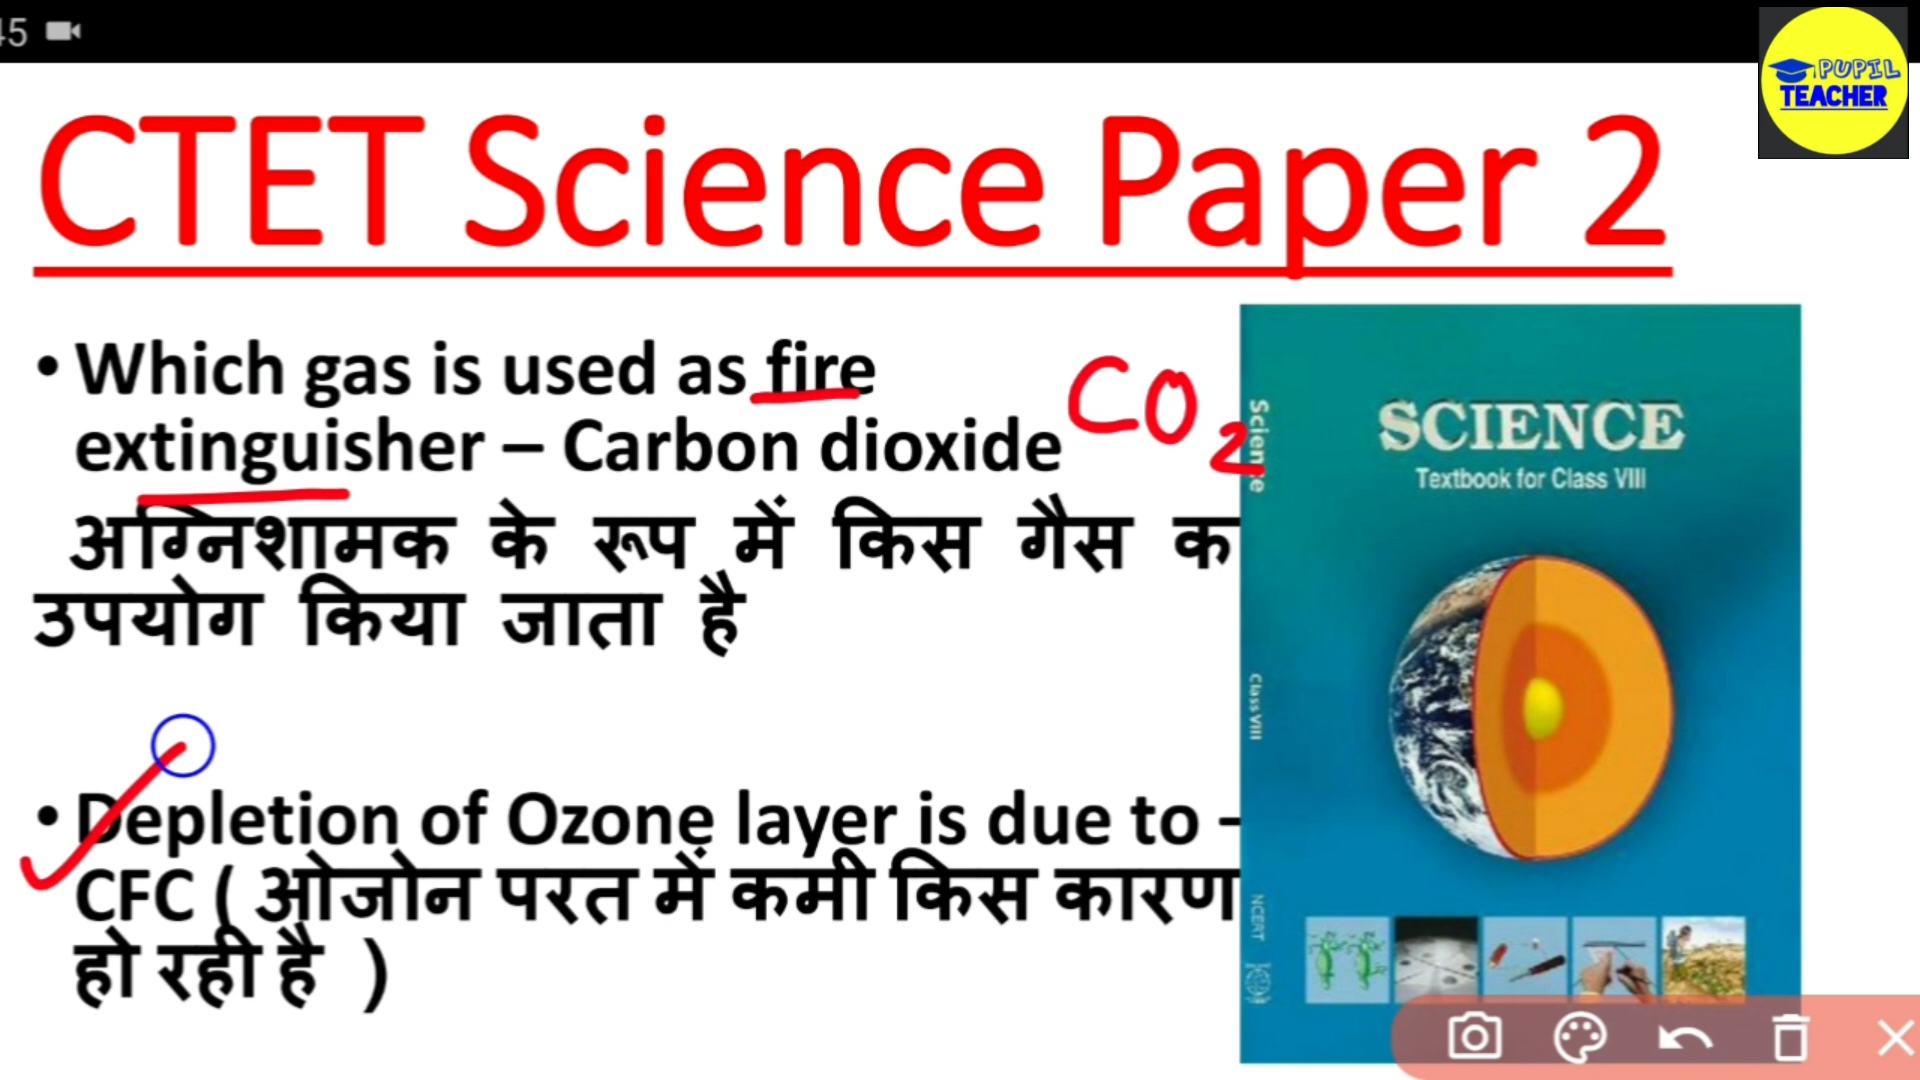 45
PUPIL
TEACHER
CTET Science Paper 2
• Which gas is used as fire
extinguisher – Carbon dioxide
CO2
अग्निशामक के रूप में किस गैस क
उपयोग किया जाता है
• Depletion of Ozone layer is due to -
CFC ( ओजोन परत में कमी किस कारण
हो रही है )
Science
Class VIII
NCERT
SCIENCE
Textbook for Class VIII